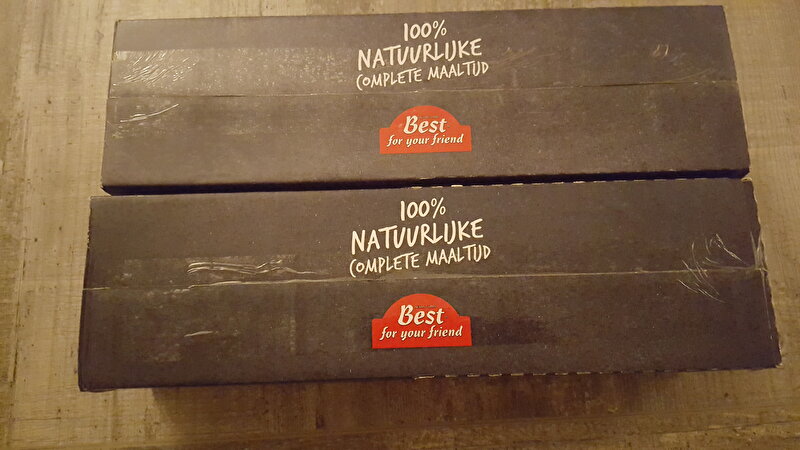 100%
NATUURLIJKE
COMPLETE MAALTIJD
Best
for your friend
100%
NATUURLIJKE
COMPLETE MAALTIJD
Best
for your friend